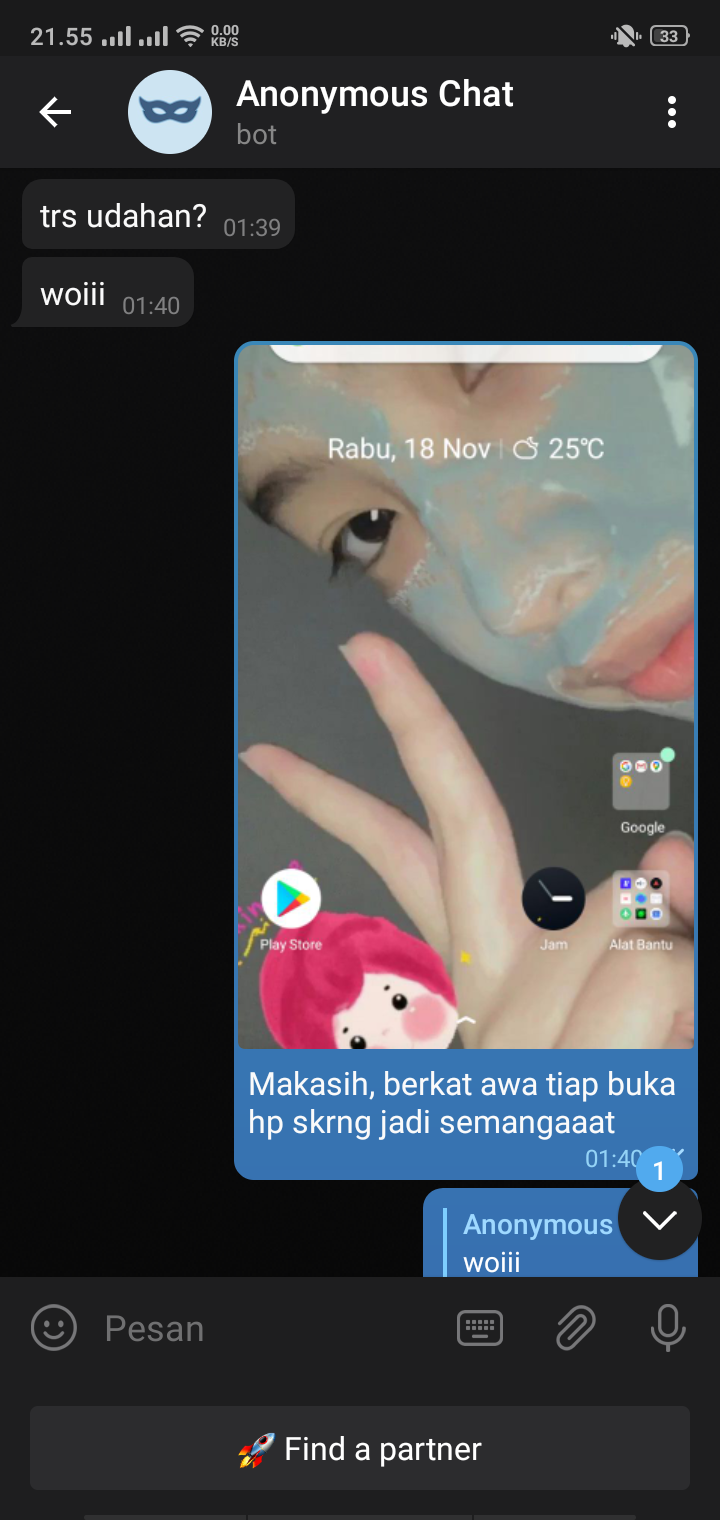 21.55
0.00
KB/S
33
Anonymous Chat
bot
trs udahan? 01:39
woiii 01:40
Rabu, 18 Nov 25°C
Google
Play Store
Jam
Alat Bantu
Makasih, berkat awa tiap buka
hp skrng jadi semangaaat
01:40
1
Anonymous
woiii
Pesan
🚀 Find a partner